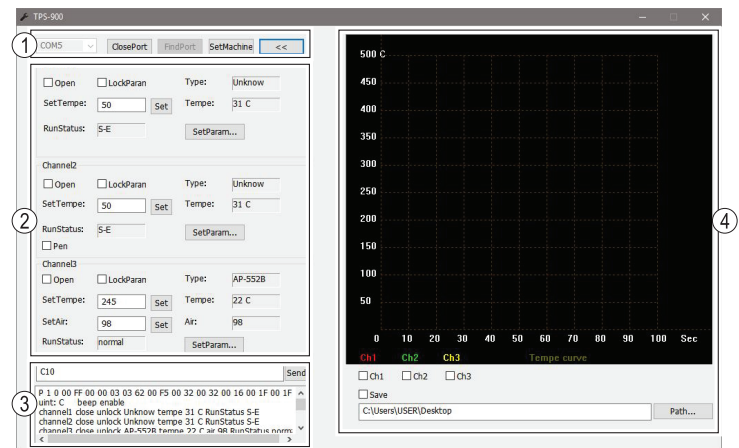 TPS-900
1
COM5 ClosePort FindPort SetMachine <<
Open LockParan Type: Unknow
SetTempe: 50 Set Tempe: 31 C
RunStatus: S-E SetParam...
Channel2
Open LockParan Type: Unknow
SetTempe: 50 Set Tempe: 31 C
2
RunStatus: S-E SetParam...
Pen
Channel3
Open LockParan Type: AP-552B
SetTempe: 245 Set Tempe: 22 C
SetAir: 98 Set Air: 98
RunStatus: normal SetParam...
C10 Send
3
P 1 0 00 FF 00 00 03 03 62 00 F5 00 32 00 32 00 16 00 1F 00 1F
uint: C beep enable
channel1 close unlock Unknow tempe 31 C RunStatus S-E
channel2 close unlock Unknow tempe 31 C RunStatus S-E
channel3 close unlock AP-552B tempe 22 C air 98 RunStatus norm
500 C
450
400
350
300
250
200
4
150
100
50
0 10 20 30 40 50 60 70 80 90 100 Sec
Ch1 Ch2 Ch3 Tempe curve
Ch1 Ch2 Ch3
Save
C:\Users\USER\Desktop Path...